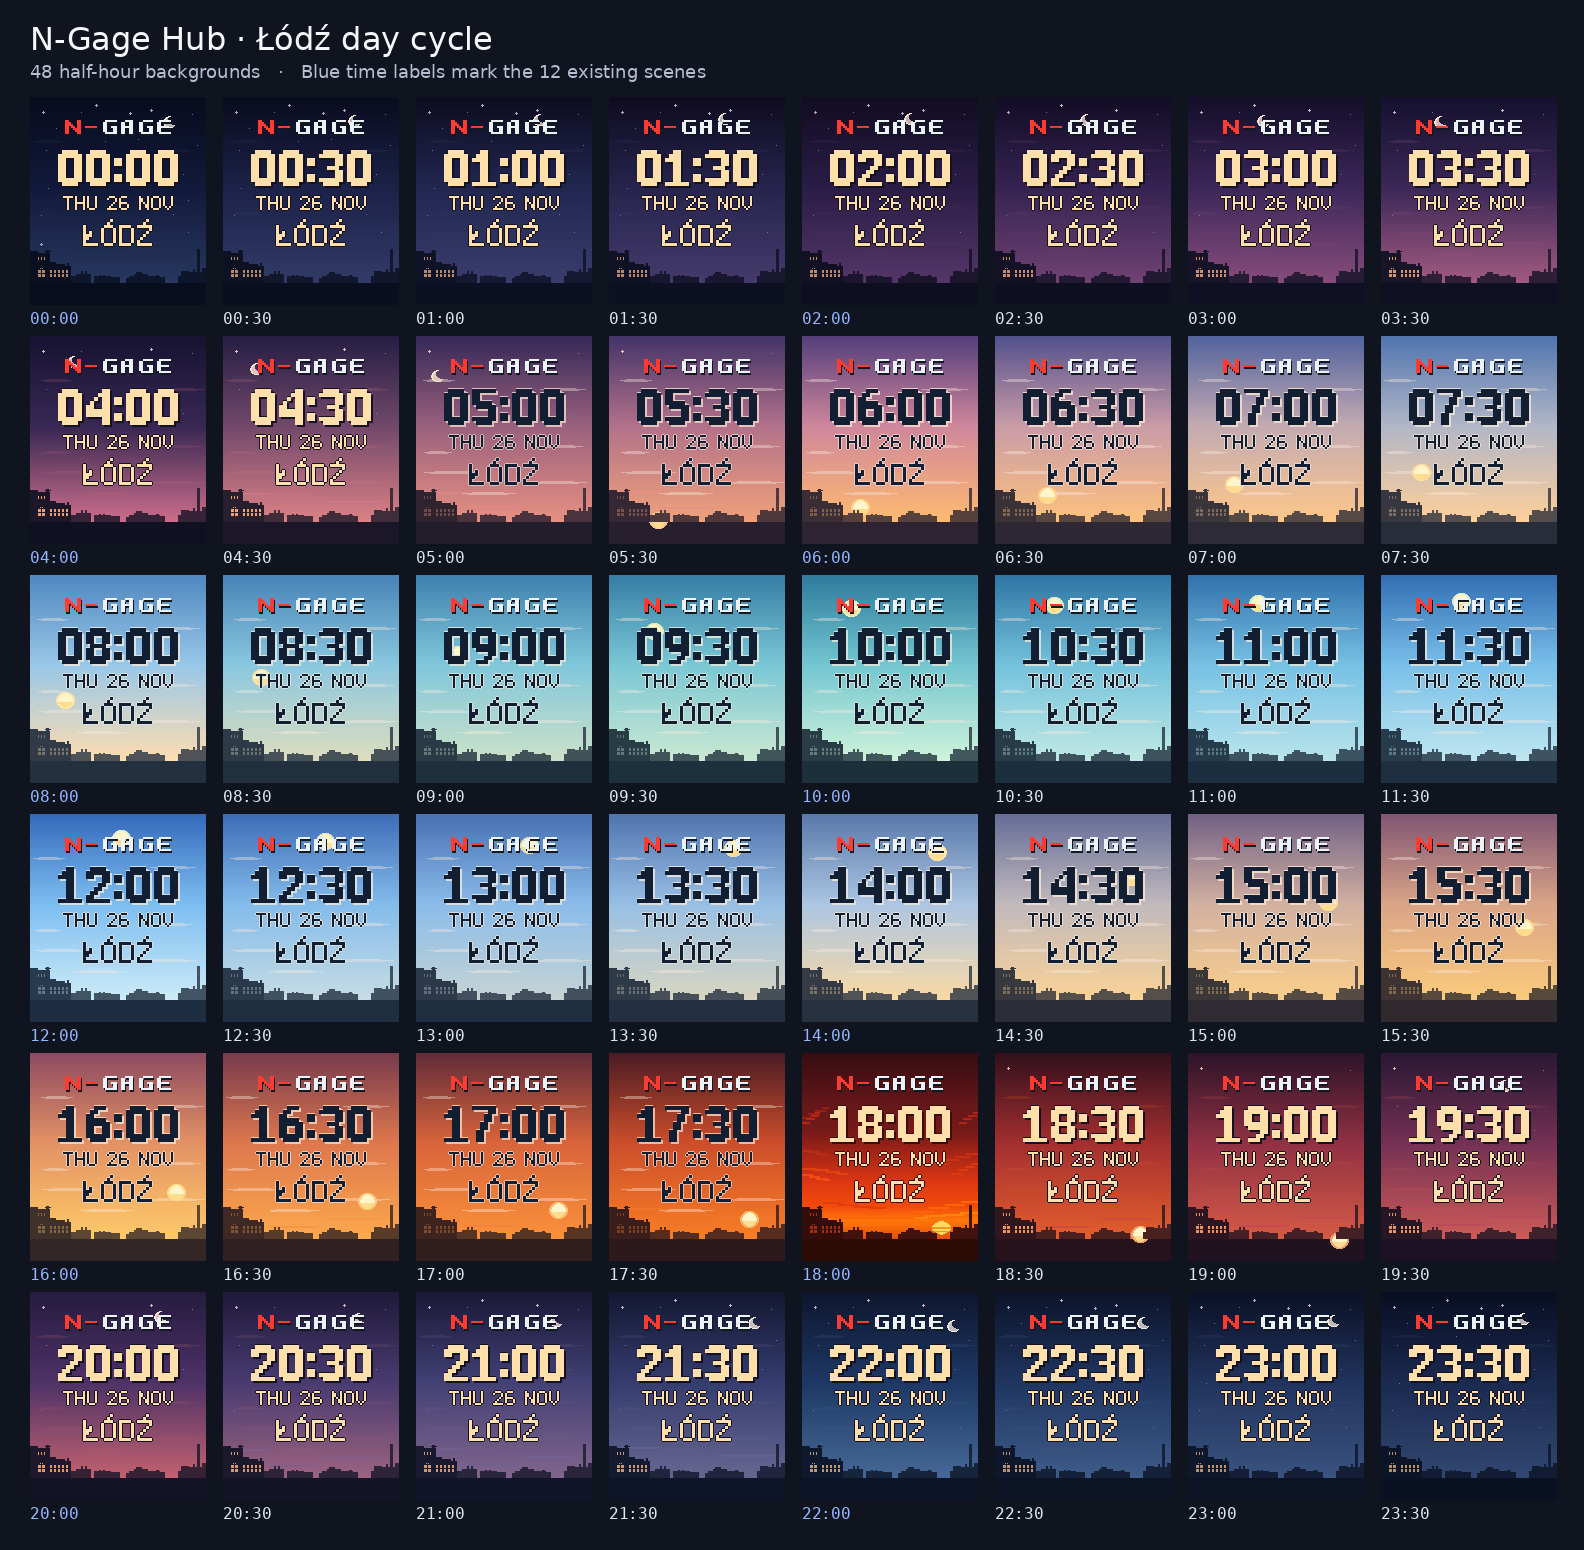 N-Gage Hub · Łódź day cycle
48 half-hour backgrounds · Blue time labels mark the 12 existing scenes
N-GAGE N-GAGE N-GAGE N-GAGE N-GAGE N-GAGE N-GAGE N-GAGE
00:00 00:30 01:00 01:30 02:00 02:30 03:00 03:30
THU 26 NOV THU 26 NOV THU 26 NOV THU 26 NOV THU 26 NOV THU 26 NOV THU 26 NOV THU 26 NOV
ŁÓDŹ ŁÓDŹ ŁÓDŹ ŁÓDŹ ŁÓDŹ ŁÓDŹ ŁÓDŹ ŁÓDŹ
00:00 00:30 01:00 01:30 02:00 02:30 03:00 03:30
N-GAGE N-GAGE N-GAGE N-GAGE N-GAGE N-GAGE N-GAGE N-GAGE
04:00 04:30 05:00 05:30 06:00 06:30 07:00 07:30
THU 26 NOV THU 26 NOV THU 26 NOV THU 26 NOV THU 26 NOV THU 26 NOV THU 26 NOV THU 26 NOV
ŁÓDŹ ŁÓDŹ ŁÓDŹ ŁÓDŹ ŁÓDŹ ŁÓDŹ ŁÓDŹ ŁÓDŹ
04:00 04:30 05:00 05:30 06:00 06:30 07:00 07:30
N-GAGE N-GAGE N-GAGE N-GAGE N-GAGE N-GAGE N-GAGE N-GAGE
08:00 08:30 09:00 09:30 10:00 10:30 11:00 11:30
THU 26 NOV THU 26 NOV THU 26 NOV THU 26 NOV THU 26 NOV THU 26 NOV THU 26 NOV THU 26 NOV
ŁÓDŹ ŁÓDŹ ŁÓDŹ ŁÓDŹ ŁÓDŹ ŁÓDŹ ŁÓDŹ ŁÓDŹ
08:00 08:30 09:00 09:30 10:00 10:30 11:00 11:30
N-GAGE N-GAGE N-GAGE N-GAGE N-GAGE N-GAGE N-GAGE N-GAGE
12:00 12:30 13:00 13:30 14:00 14:30 15:00 15:30
THU 26 NOV THU 26 NOV THU 26 NOV THU 26 NOV THU 26 NOV THU 26 NOV THU 26 NOV THU 26 NOV
ŁÓDŹ ŁÓDŹ ŁÓDŹ ŁÓDŹ ŁÓDŹ ŁÓDŹ ŁÓDŹ ŁÓDŹ
12:00 12:30 13:00 13:30 14:00 14:30 15:00 15:30
N-GAGE N-GAGE N-GAGE N-GAGE N-GAGE N-GAGE N-GAGE N-GAGE
16:00 16:30 17:00 17:30 18:00 18:30 19:00 19:30
THU 26 NOV THU 26 NOV THU 26 NOV THU 26 NOV THU 26 NOV THU 26 NOV THU 26 NOV THU 26 NOV
ŁÓDŹ ŁÓDŹ ŁÓDŹ ŁÓDŹ ŁÓDŹ ŁÓDŹ ŁÓDŹ ŁÓDŹ
16:00 16:30 17:00 17:30 18:00 18:30 19:00 19:30
N-GAGE N-GAGE N-GAGE N-GAGE N-GAGE N-GAGE N-GAGE N-GAGE
20:00 20:30 21:00 21:30 22:00 22:30 23:00 23:30
THU 26 NOV THU 26 NOV THU 26 NOV THU 26 NOV THU 26 NOV THU 26 NOV THU 26 NOV THU 26 NOV
ŁÓDŹ ŁÓDŹ ŁÓDŹ ŁÓDŹ ŁÓDŹ ŁÓDŹ ŁÓDŹ ŁÓDŹ
20:00 20:30 21:00 21:30 22:00 22:30 23:00 23:30